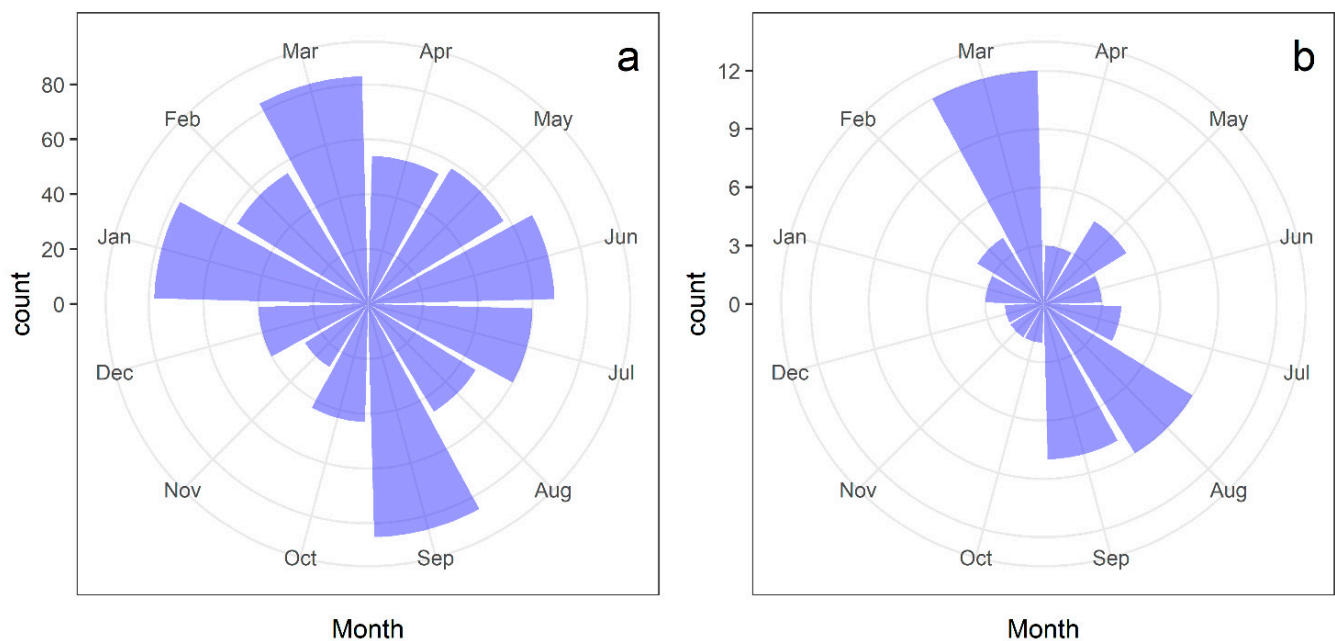 a
Mar
Apr
80
Feb
May
60
40
Jan
Jun
20
0
count
Dec
Jul
Nov
Aug
Oct
Sep
Month
b
Mar
Apr
12
Feb
May
9
6
Jan
Jun
3
0
count
Dec
Jul
Nov
Aug
Oct
Sep
Month